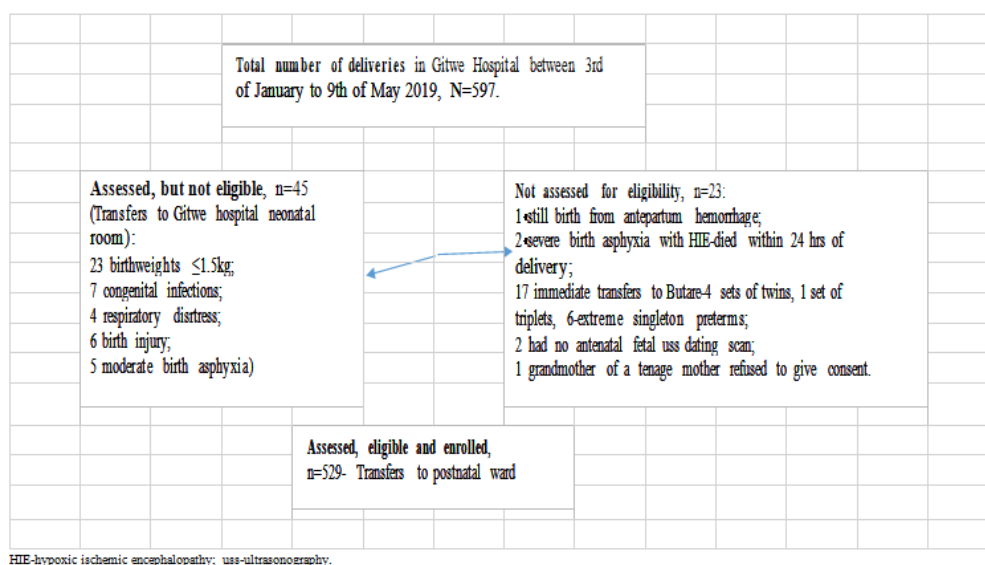 Total number of deliveries in Gitwe Hospital between 3rd
of January to 9th of May 2019, N=597.
Assessed, but not eligible, n=45
(Transfers to Gitwe hospital neonatal
room):
23 birthweights ≤1.5kg;
7 congenital infections;
4 respiratory disrtress;
6 birth injury;
5 moderate birth asphyxia)
Not assessed for eligibility, n=23:
1•still birth from antepartum hemorrhage;
2•severe birth asphyxia with HIE-died within 24 hrs of
delivery;
17 immediate transfers to Butare-4 sets of twins, 1 set of
triplets, 6-extreme singleton preterms;
2 had no antenatal fetal uss dating scan;
1 grandmother of a tenage mother refused to give consent.
Assessed, eligible and enrolled,
n=529- Transfers to postnatal ward
HIE-hypoxic ischemic encephalopathy; uss-ultrasonography.